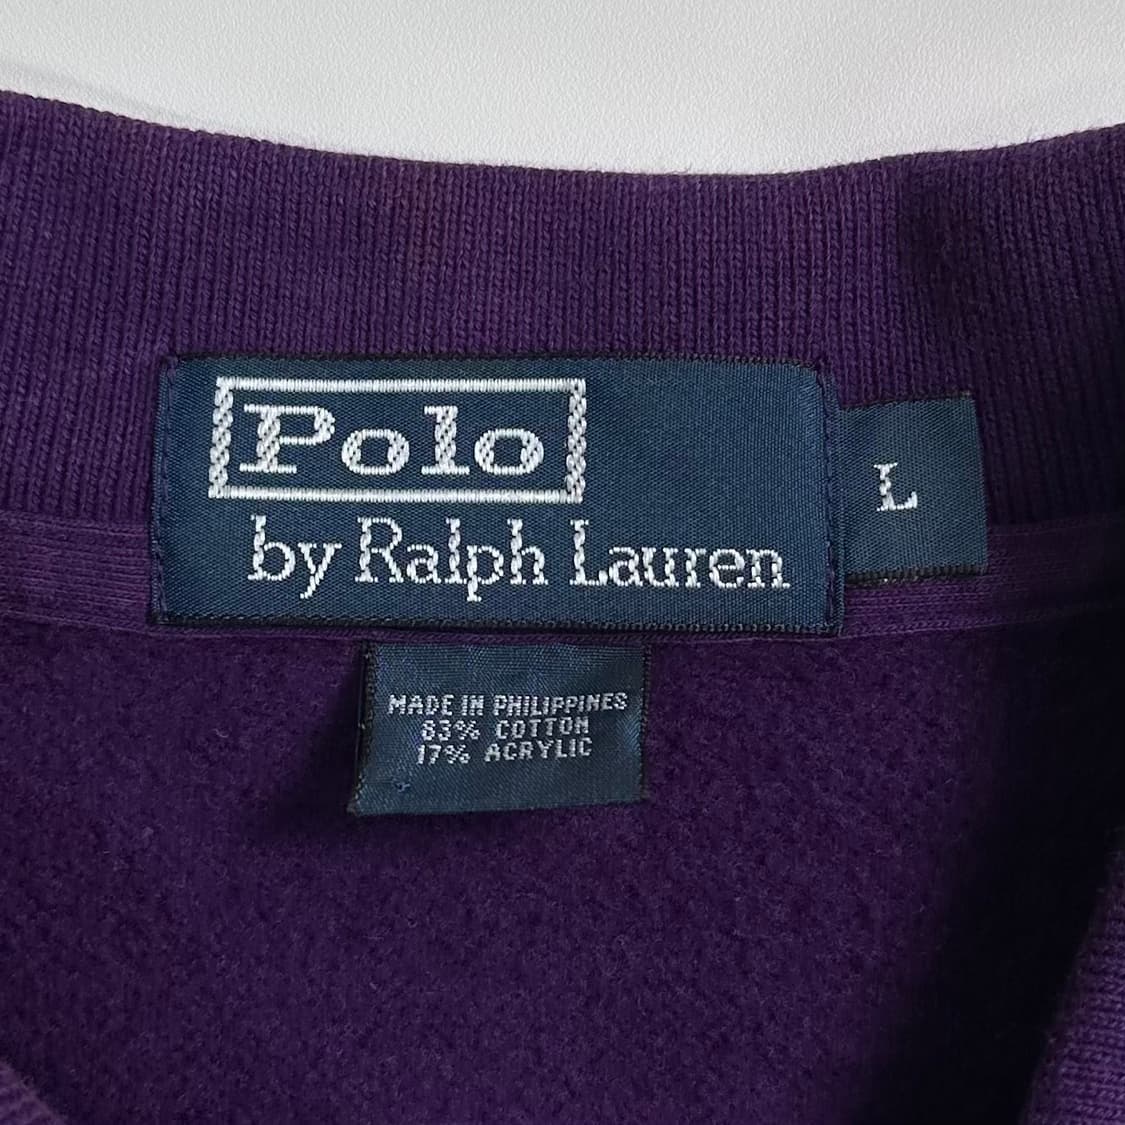 Polo
by Ralph Lauren
L
MADE IN PHILIPPINES
83% COTTON
17% ACRYLIC